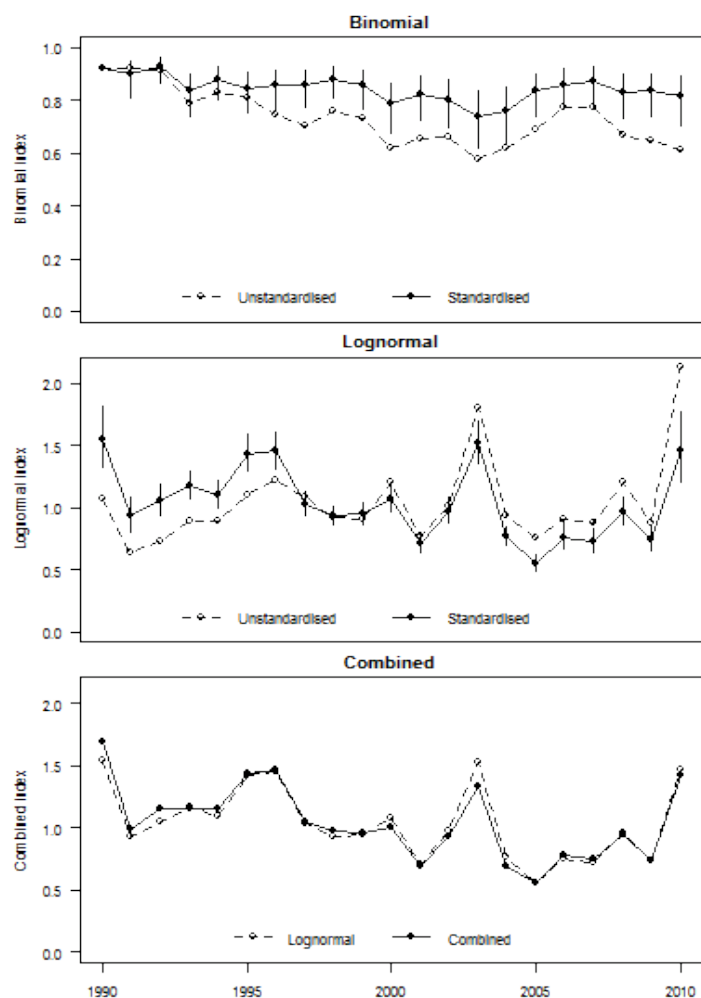 Binomial
1.0
0.8
0.6
0.4
0.2
0.0
Binomial Index
Unstandardised Standardised
Lognormal
2.0
1.5
1.0
0.5
0.0
Lognormal Index
Unstandardised Standardised
Combined
2.0
1.5
1.0
0.5
0.0
Combined Index
Lognormal Combined
1990 1995 2000 2005 2010